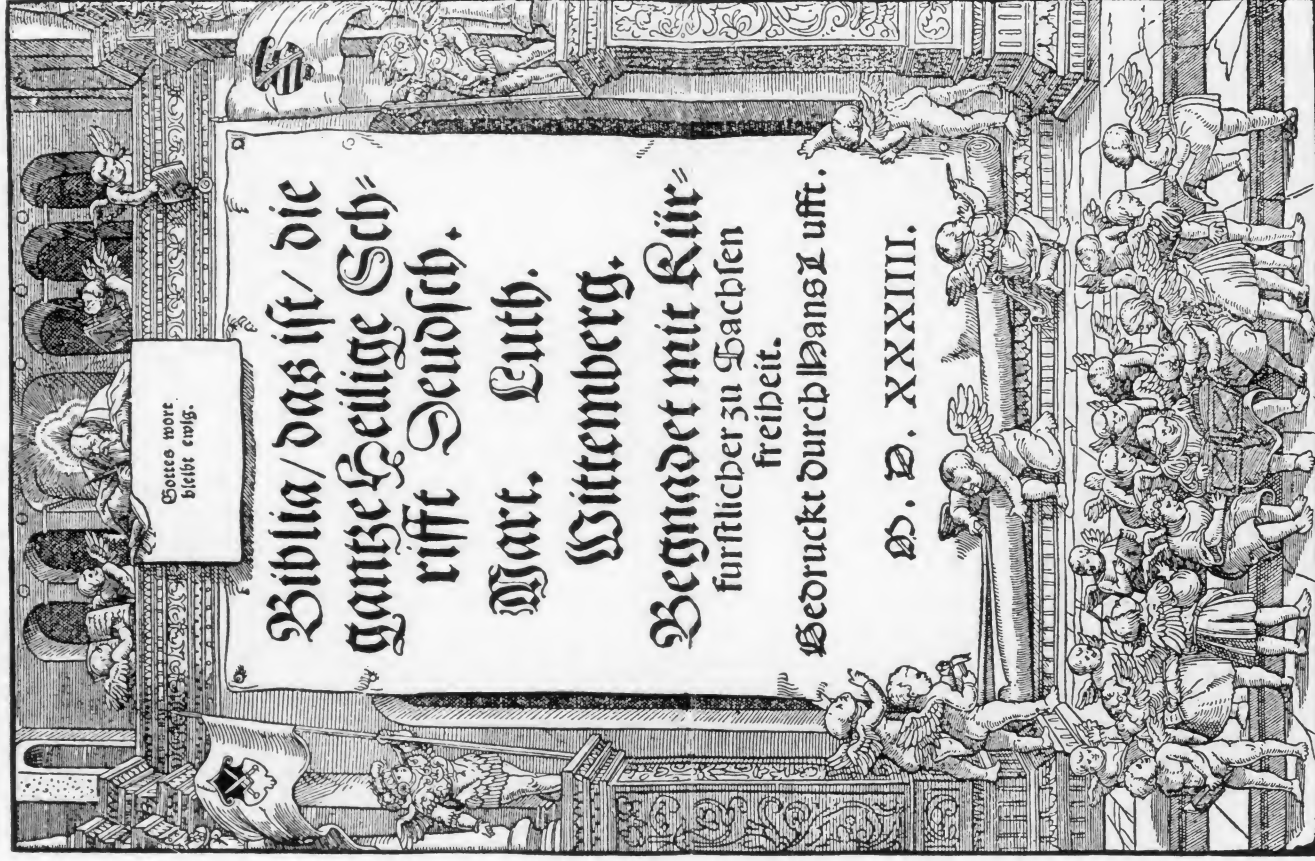 Gottes wort
bleibt ewig.
Biblia/ das ist/ die
gantze Heilige Sch⸗
rifft Deudsch.
Mart. Luth.
Wittemberg.
Begnadet mit Kür⸗
furstlicher zu Sachsen
freiheit.
Gedruckt durch Hans Lufft.
M. D. XXXIIII.